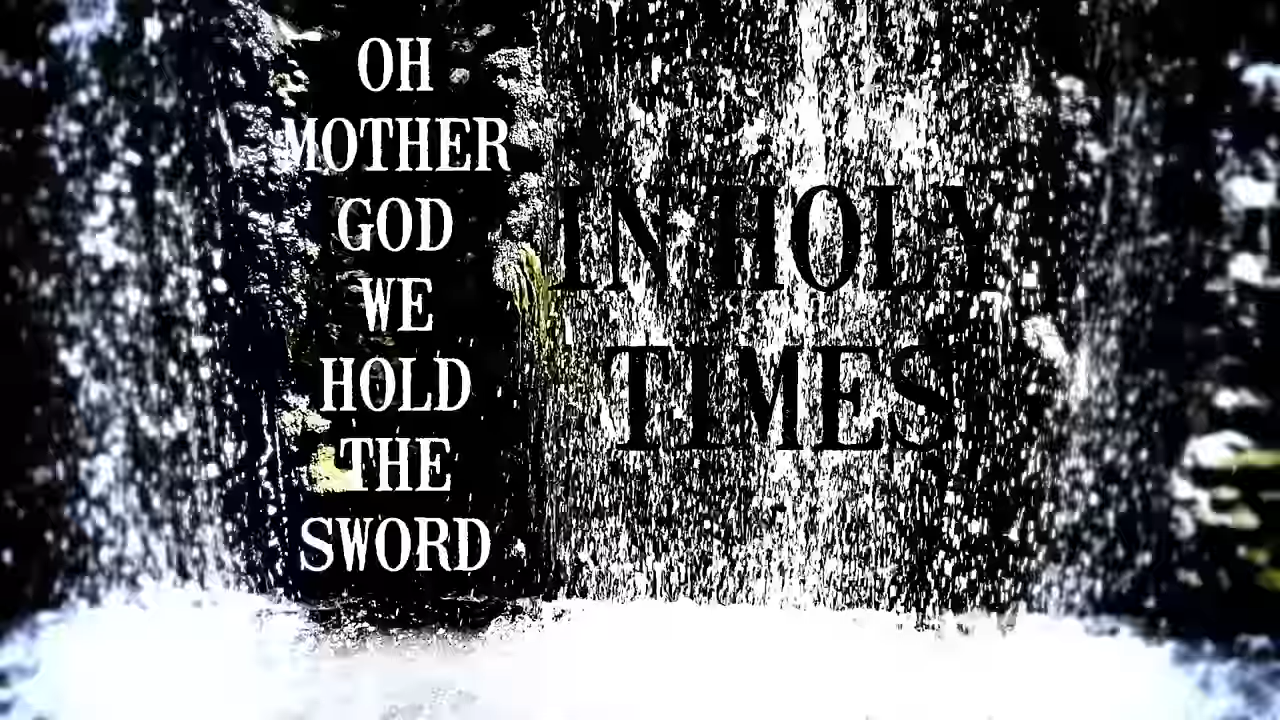 OH
MOTHER
GOD
WE
HOLD
THE
SWORD
IN HOLY
TIMES